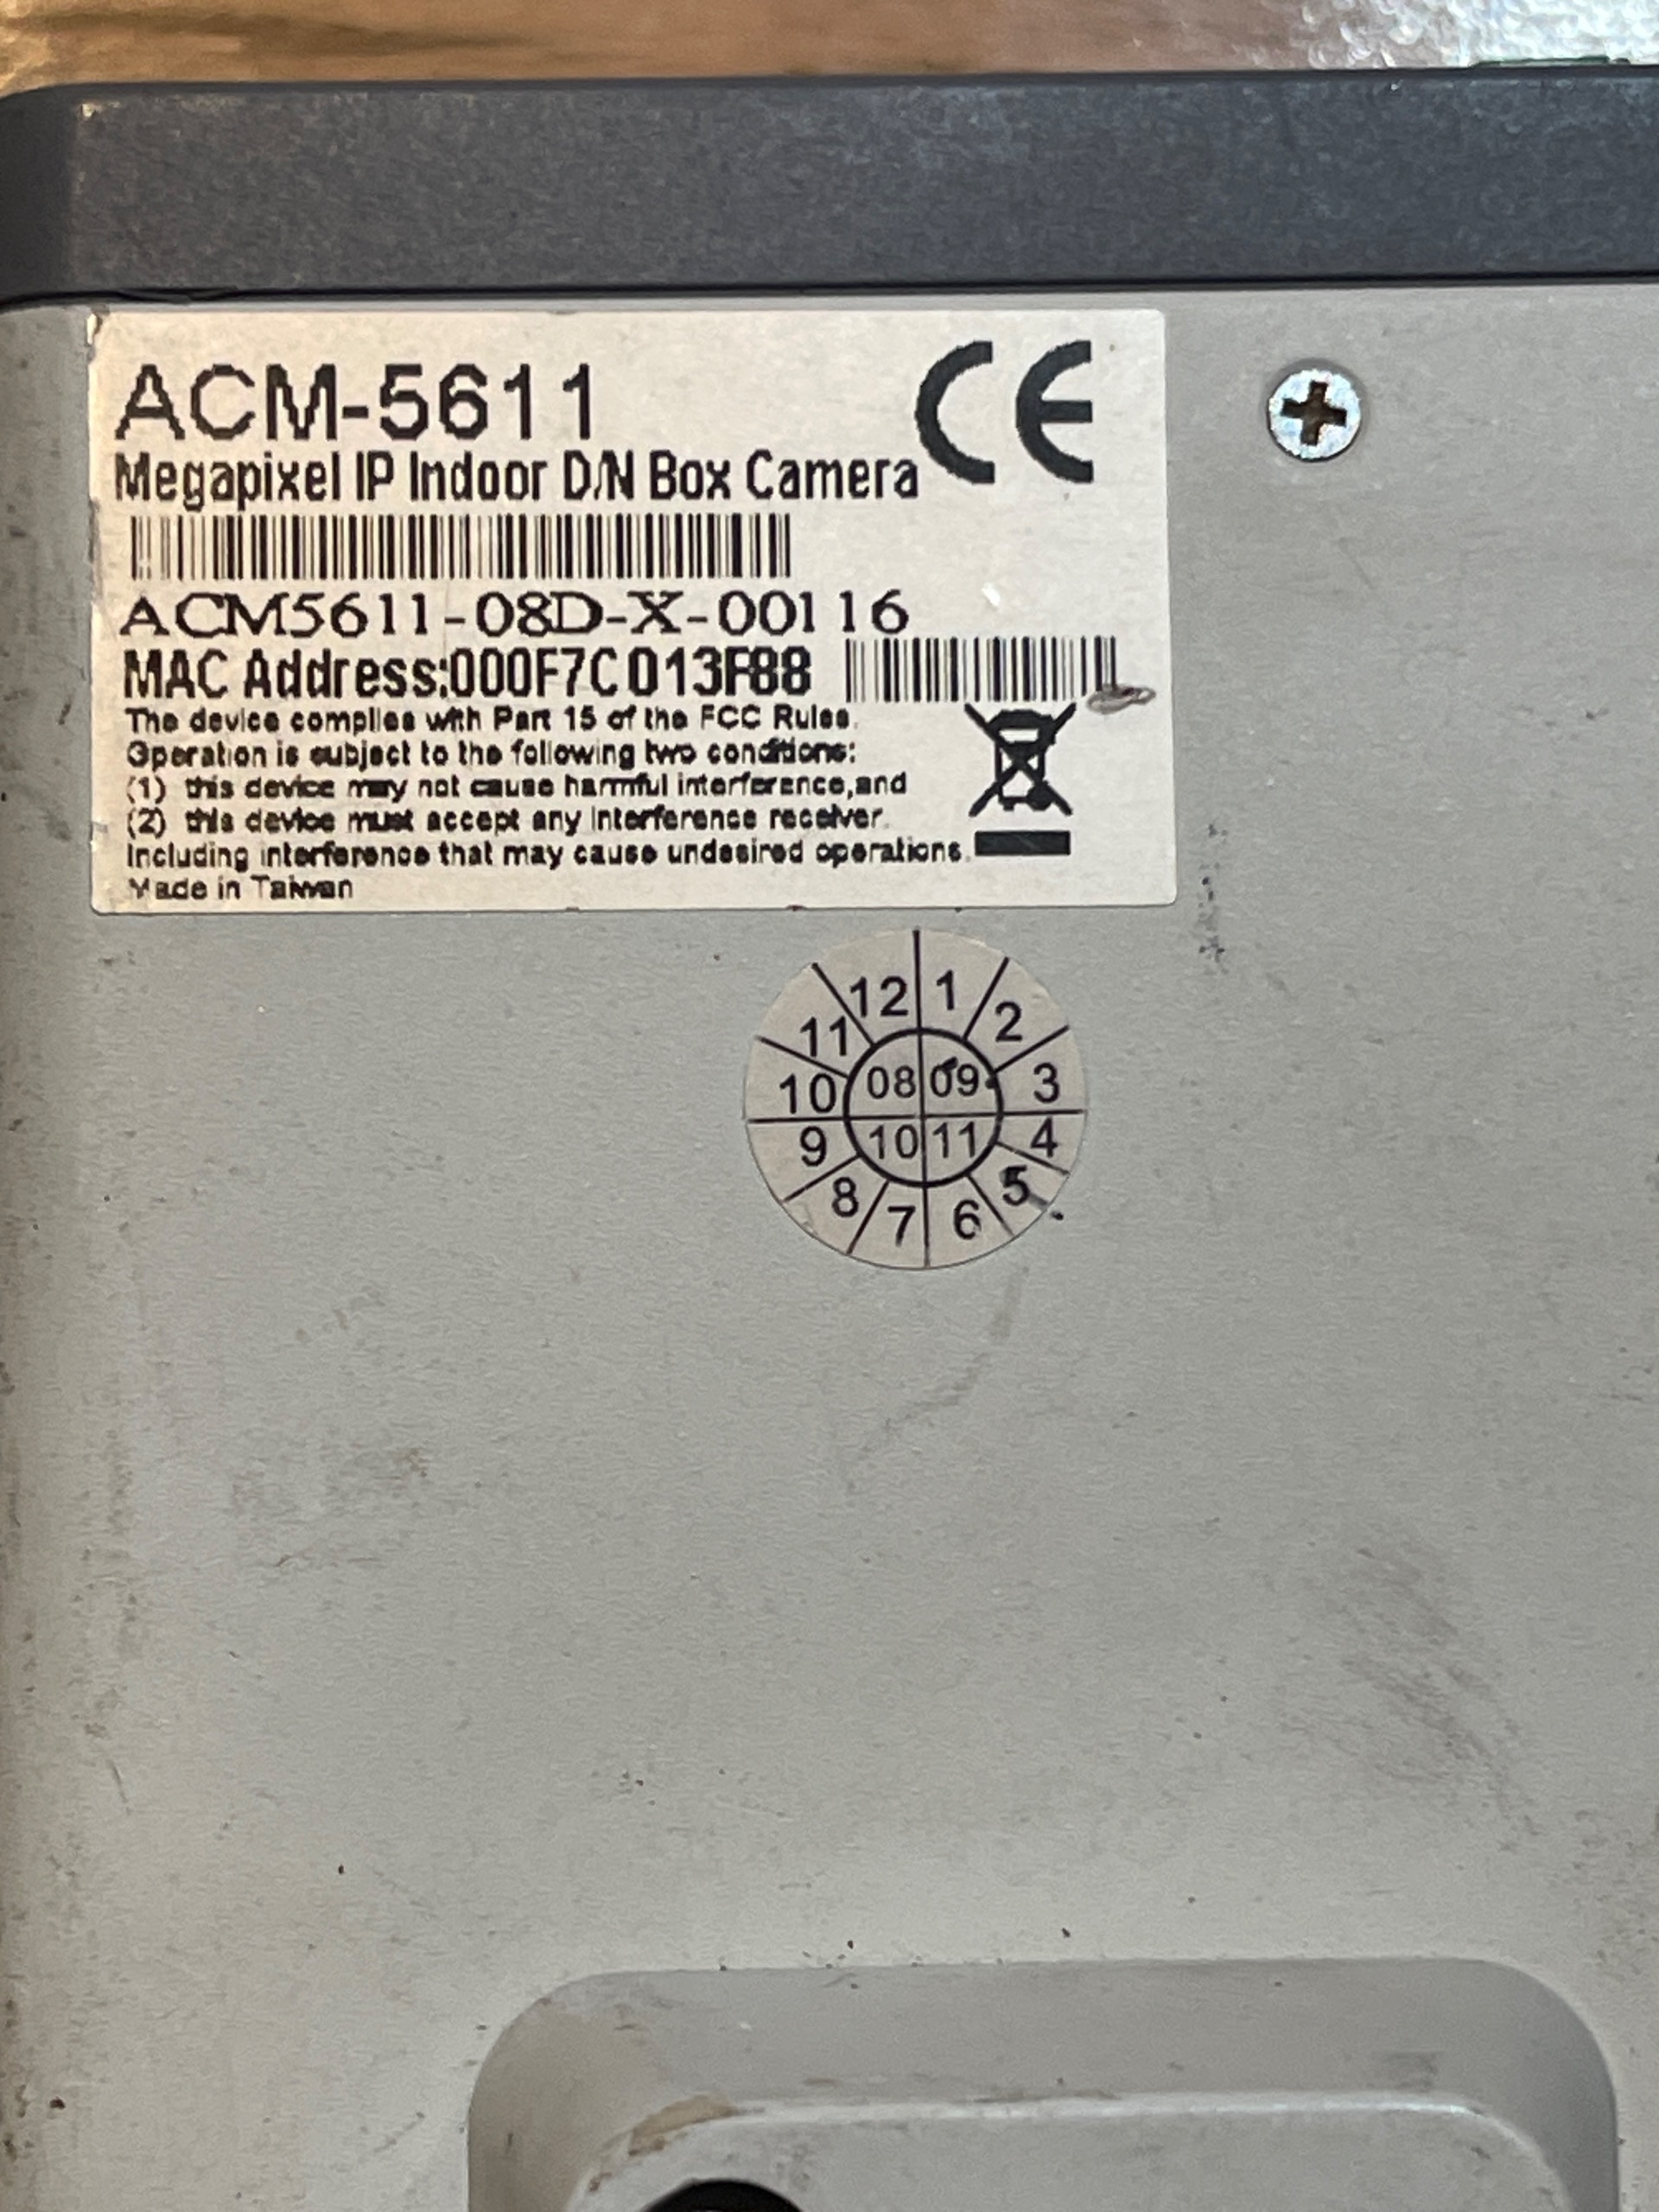 ACM-5611
CE
Megapixel IP Indoor D/N Box Camera
ACM5611-08D-X-00116
MAC Address:000F7C013F88
The device complies with Part 15 of the FCC Rules.
Operation is subject to the following two conditions:
(1) this device may not cause harmful interference,and
(2) this device must accept any interference receiver.
Including interference that may cause undesired operations.
Made in Taiwan
12 1
11 2
10 08 09 3
9 10 11 4
8 5
7 6